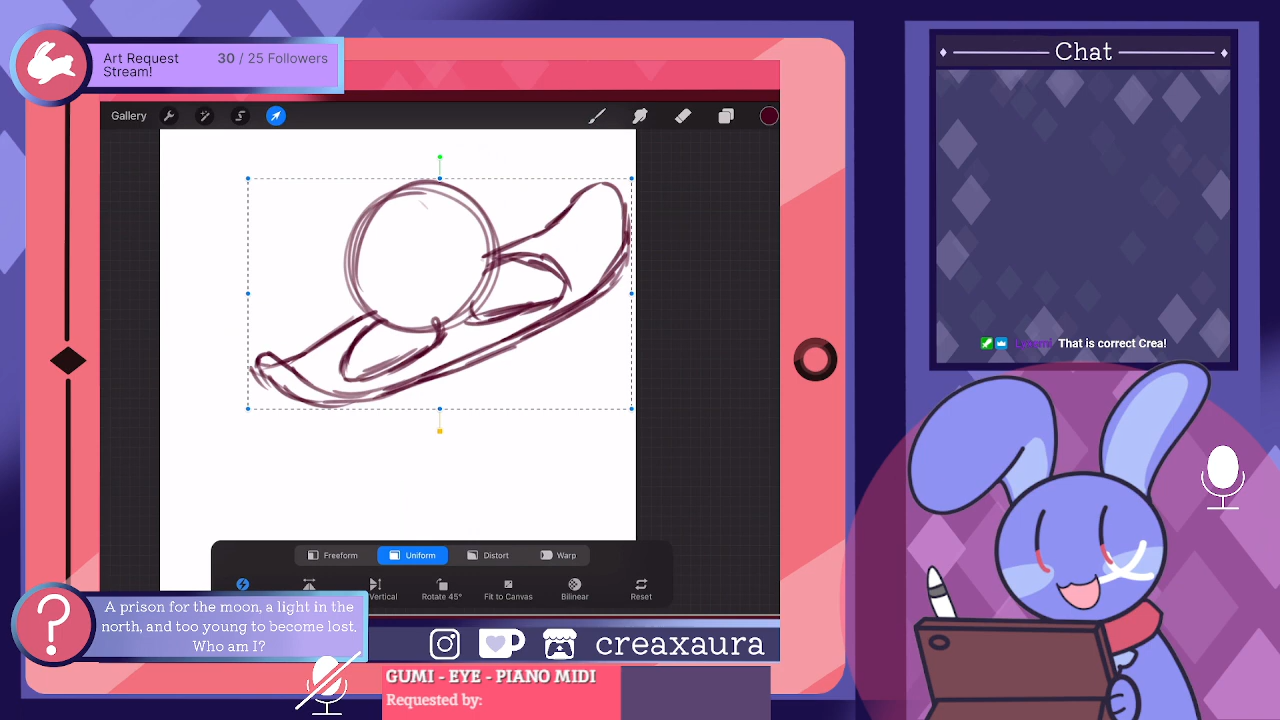 Art Request
Stream!
30 / 25 Followers
Chat
Gallery
That is correct Crea!
Freeform
Uniform
Distort
Warp
Vertical
Rotate 45°
Fit to Canvas
Bilinear
Reset
A prison for the moon, a light in the
north, and too young to become lost.
Who am I?
creaxaura
GUMI - EYE - PIANO MIDI
Requested by: